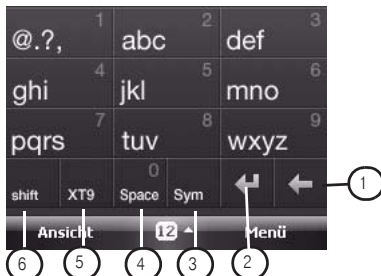 1 2 3
@.?, abc def
4 5 6
ghi jkl mno
7 8 9
pqrs tuv wxyz
0
shift XT9 Space Sym
1
Ansicht 12 Menü
6 5 4 3 2